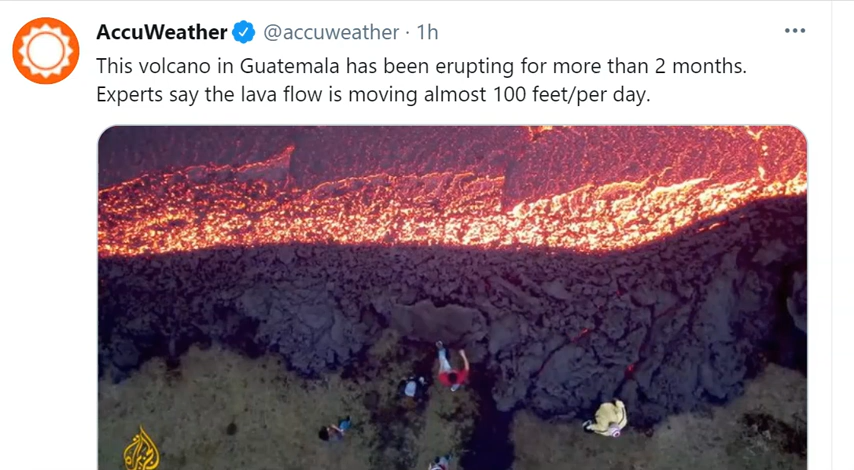 AccuWeather @accuweather · 1h
This volcano in Guatemala has been erupting for more than 2 months.
Experts say the lava flow is moving almost 100 feet/per day.